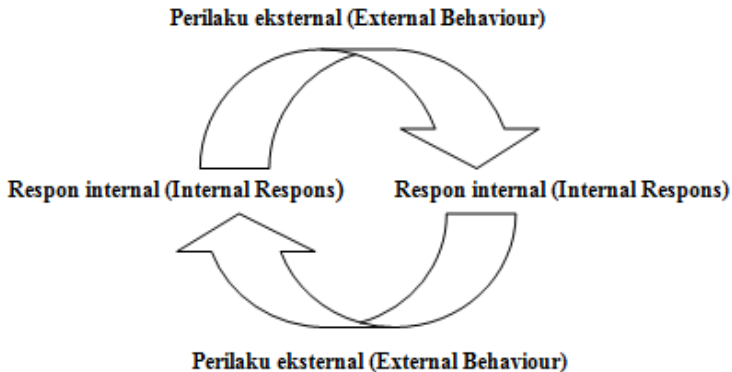 Perilaku eksternal (External Behaviour)
Respon internal (Internal Respons)
Respon internal (Internal Respons)
Perilaku eksternal (External Behaviour)